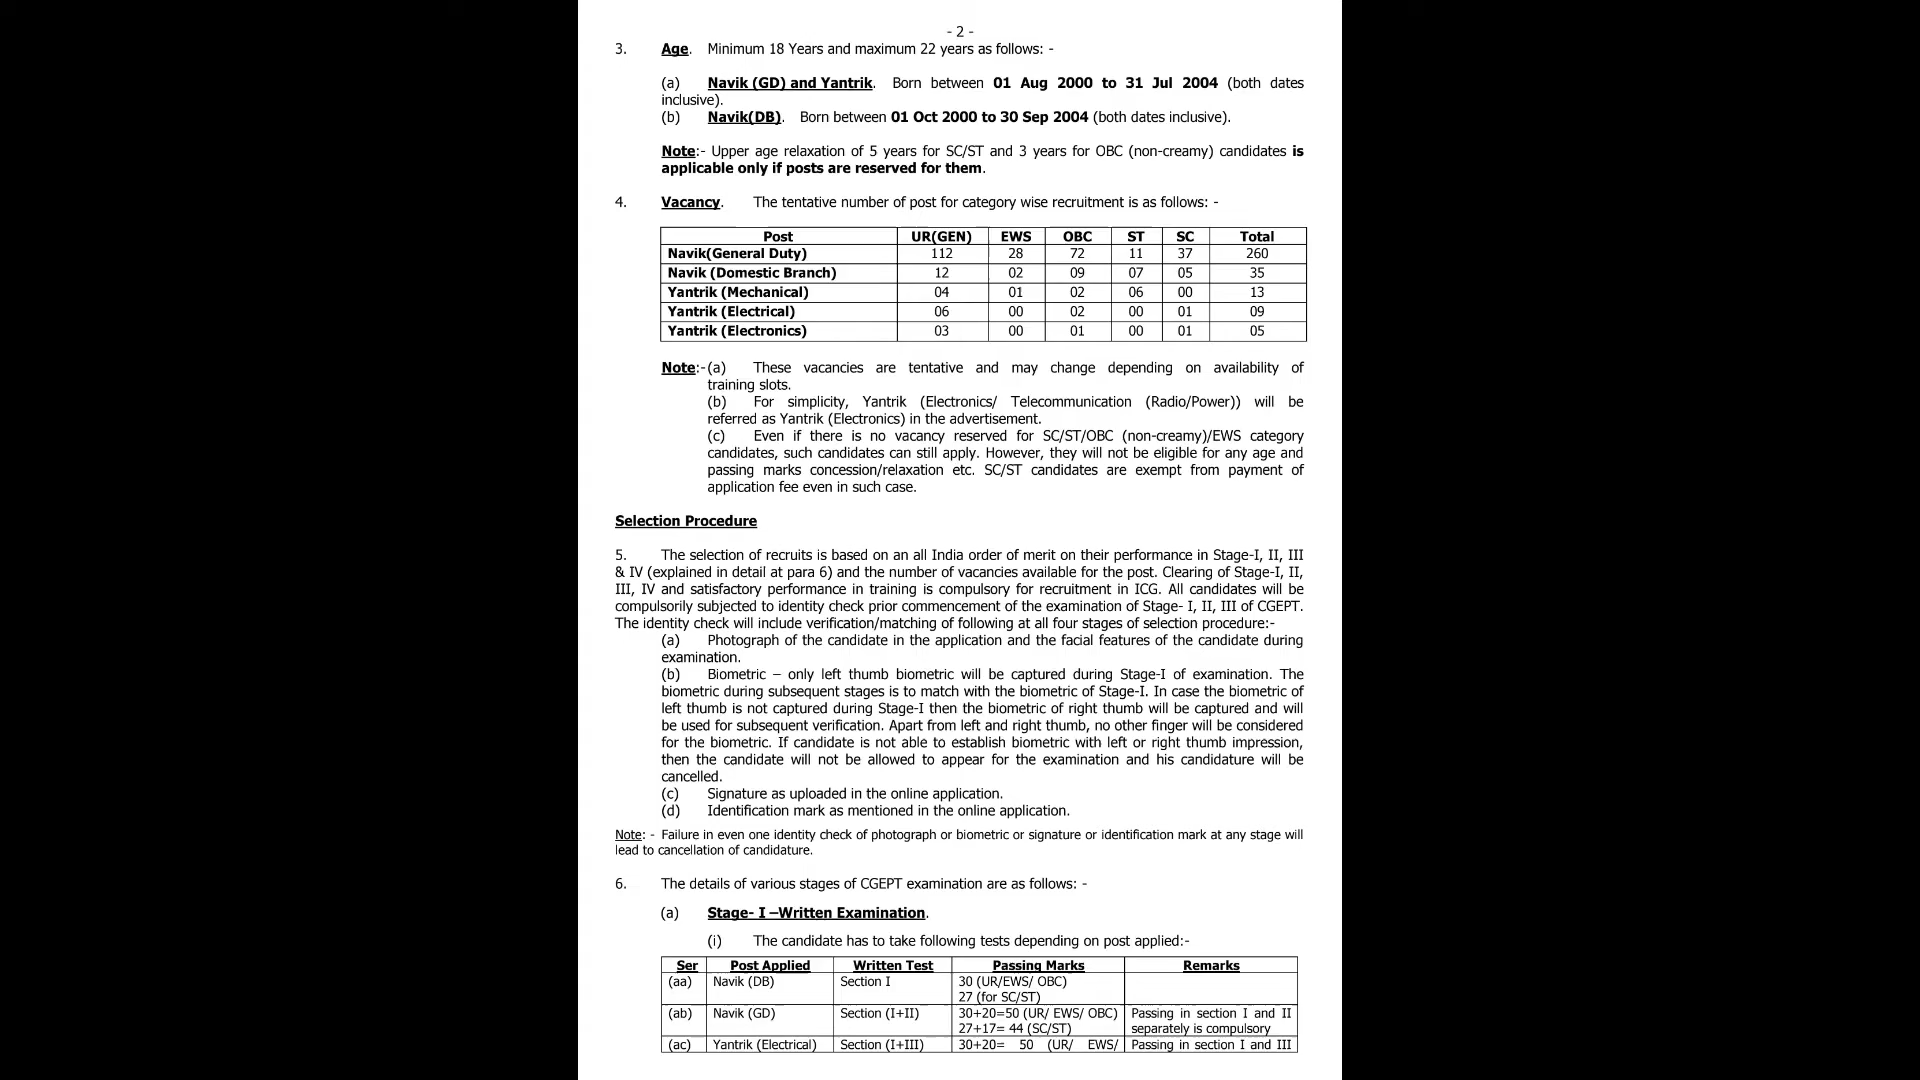 - 2 -
3. Age. Minimum 18 Years and maximum 22 years as follows: -
(a) Navik (GD) and Yantrik. Born between 01 Aug 2000 to 31 Jul 2004 (both dates
inclusive).
(b) Navik(DB). Born between 01 Oct 2000 to 30 Sep 2004 (both dates inclusive).
Note:- Upper age relaxation of 5 years for SC/ST and 3 years for OBC (non-creamy) candidates is
applicable only if posts are reserved for them.
4. Vacancy. The tentative number of post for category wise recruitment is as follows: -
Post UR(GEN) EWS OBC ST SC Total
Navik(General Duty) 112 28 72 11 37 260
Navik (Domestic Branch) 12 02 09 07 05 35
Yantrik (Mechanical) 04 01 02 06 00 13
Yantrik (Electrical) 06 00 02 00 01 09
Yantrik (Electronics) 03 00 01 00 01 05
Note:-(a) These vacancies are tentative and may change depending on availability of
training slots.
(b) For simplicity, Yantrik (Electronics/ Telecommunication (Radio/Power)) will be
referred as Yantrik (Electronics) in the advertisement.
(c) Even if there is no vacancy reserved for SC/ST/OBC (non-creamy)/EWS category
candidates, such candidates can still apply. However, they will not be eligible for any age and
passing marks concession/relaxation etc. SC/ST candidates are exempt from payment of
application fee even in such case.
Selection Procedure
5. The selection of recruits is based on an all India order of merit on their performance in Stage-I, II, III
& IV (explained in detail at para 6) and the number of vacancies available for the post. Clearing of Stage-I, II,
III, IV and satisfactory performance in training is compulsory for recruitment in ICG. All candidates will be
compulsorily subjected to identity check prior commencement of the examination of Stage- I, II, III of CGEPT.
The identity check will include verification/matching of following at all four stages of selection procedure:-
(a) Photograph of the candidate in the application and the facial features of the candidate during
examination.
(b) Biometric – only left thumb biometric will be captured during Stage-I of examination. The
biometric during subsequent stages is to match with the biometric of Stage-I. In case the biometric of
left thumb is not captured during Stage-I then the biometric of right thumb will be captured and will
be used for subsequent verification. Apart from left and right thumb, no other finger will be considered
for the biometric. If candidate is not able to establish biometric with left or right thumb impression,
then the candidate will not be allowed to appear for the examination and his candidature will be
cancelled.
(c) Signature as uploaded in the online application.
(d) Identification mark as mentioned in the online application.
Note: - Failure in even one identity check of photograph or biometric or signature or identification mark at any stage will
lead to cancellation of candidature.
6. The details of various stages of CGEPT examination are as follows: -
(a) Stage- I –Written Examination.
(i) The candidate has to take following tests depending on post applied:-
Ser Post Applied Written Test Passing Marks Remarks
(aa) Navik (DB) Section I 30 (UR/EWS/ OBC)
27 (for SC/ST)
(ab) Navik (GD) Section (I+II) 30+20=50 (UR/ EWS/ OBC) Passing in section I and II
27+17= 44 (SC/ST) separately is compulsory
(ac) Yantrik (Electrical) Section (I+III) 30+20= 50 (UR/ EWS/ Passing in section I and III